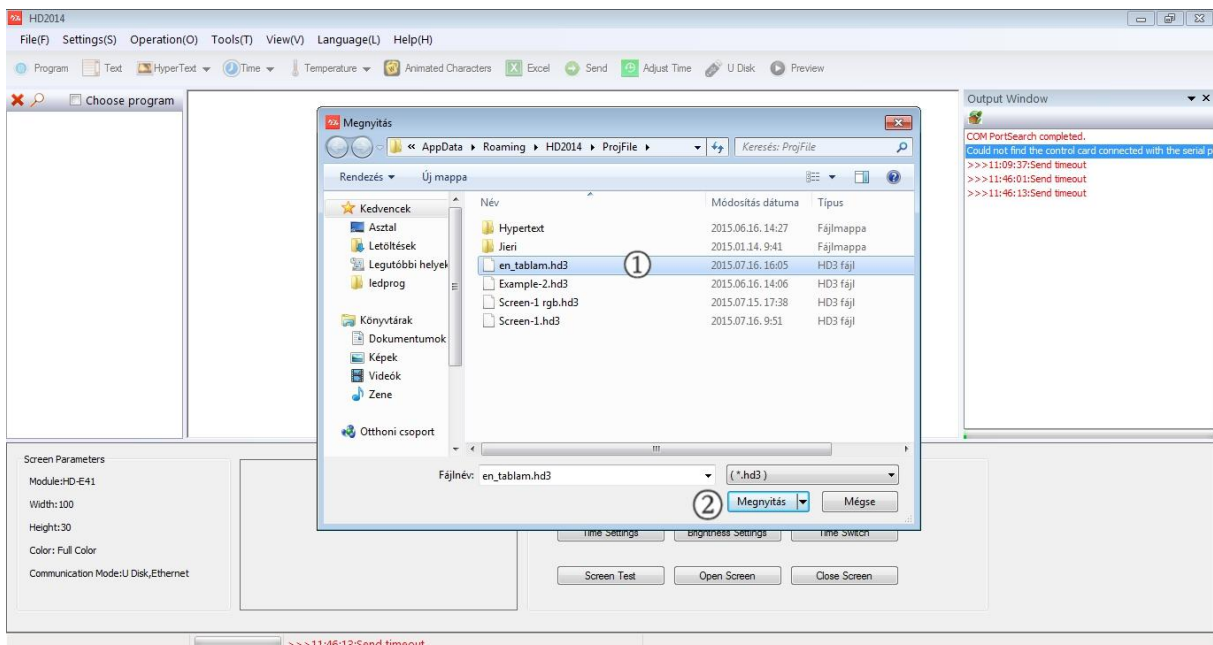 HD2014
File(F) Settings(S) Operation(O) Tools(T) View(V) Language(L) Help(H)
Program Text HyperText Time Temperature Animated Characters Excel Send Adjust Time U Disk Preview
Choose program
Output Window
COM PortSearch completed.
Could not find the control card connected with the serial p
>>>11:09:37:Send timeout
>>>11:46:01:Send timeout
>>>11:46:13:Send timeout
Megnyitás
« AppData Roaming HD2014 ProjFile
Keresés: ProjFile
Rendezés Új mappa
Kedvencek
Asztal
Letöltések
Legutóbbi helyek
ledprog
Könyvtárak
Dokumentumok
Képek
Videók
Zene
Otthoni csoport
Név Módosítás dátuma Típus
Hypertext 2015.06.16. 14:27 Fájlmappa
Jieri 2015.01.14. 9:41 Fájlmappa
en_tablam.hd3 ① 2015.07.16. 16:05 HD3 fájl
Example-2.hd3 2015.06.16. 14:06 HD3 fájl
Screen-1 rgb.hd3 2015.07.15. 17:38 HD3 fájl
Screen-1.hd3 2015.07.16. 9:51 HD3 fájl
Fájlnév: en_tablam.hd3 ( *.hd3 )
② Megnyitás Mégse
Screen Parameters
Module:HD-E41
Width:100
Height:30
Color: Full Color
Communication Mode:U Disk,Ethernet
Time Settings Brightness Settings Time Switch
Screen Test Open Screen Close Screen
>>>11:46:13:Send timeout